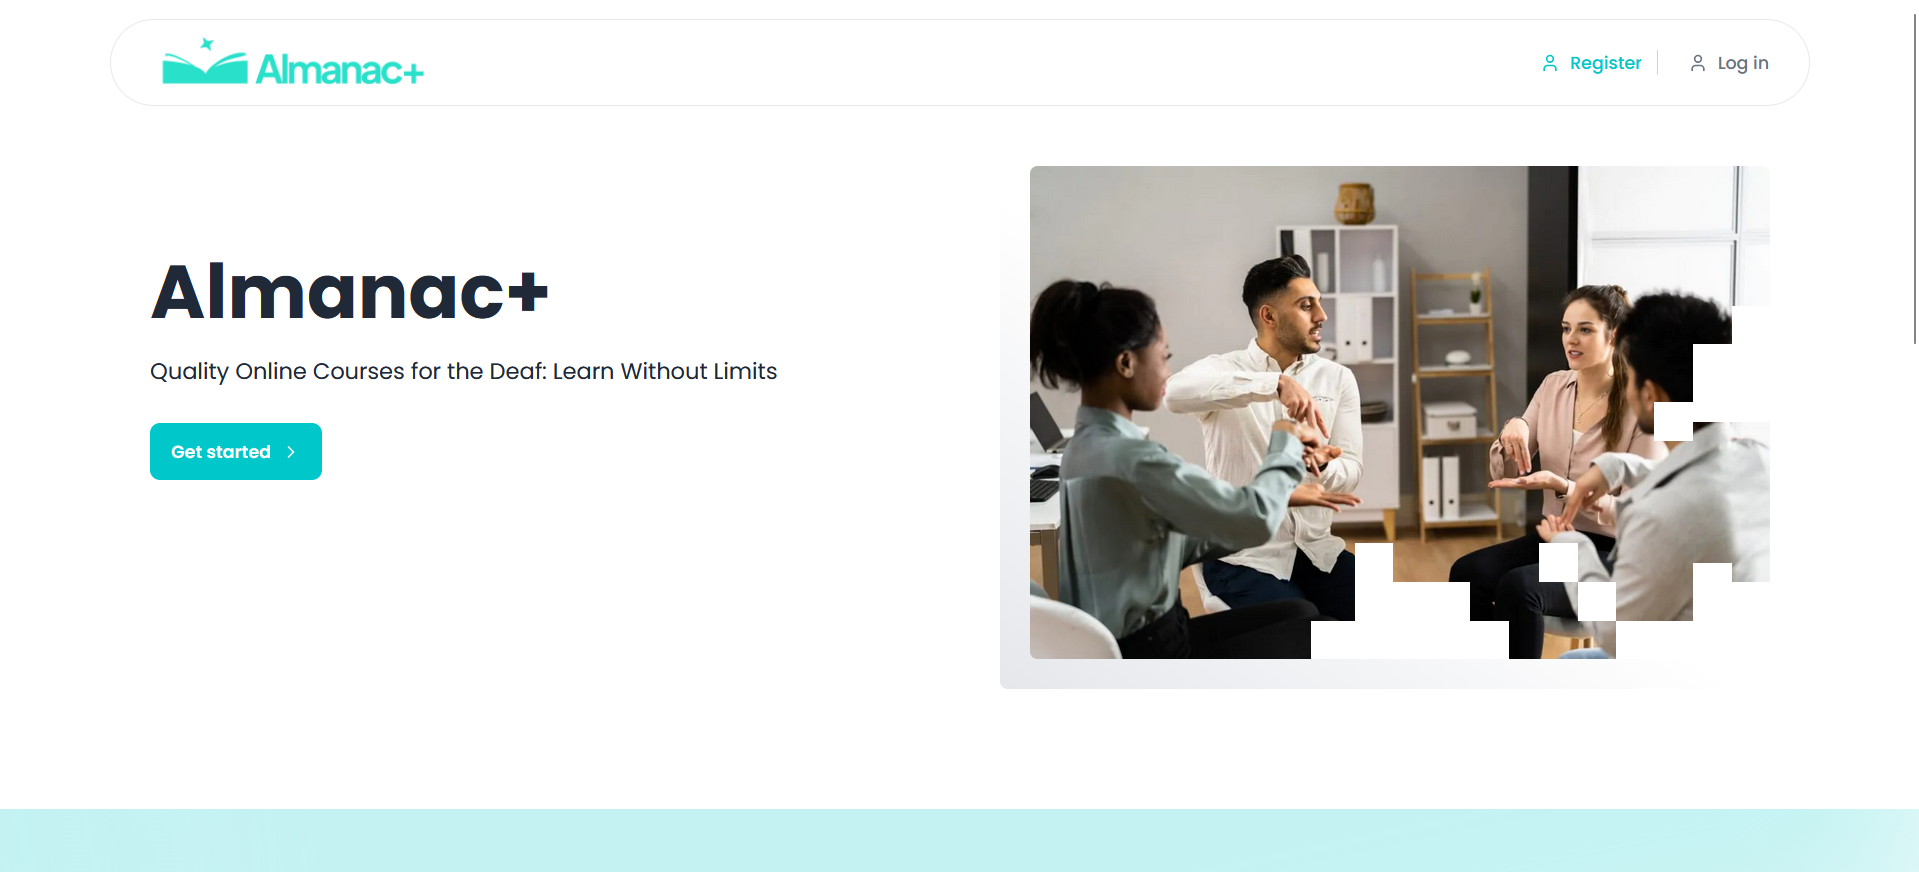 Almanac+
Register
Log in
Almanac+
Quality Online Courses for the Deaf: Learn Without Limits
Get started